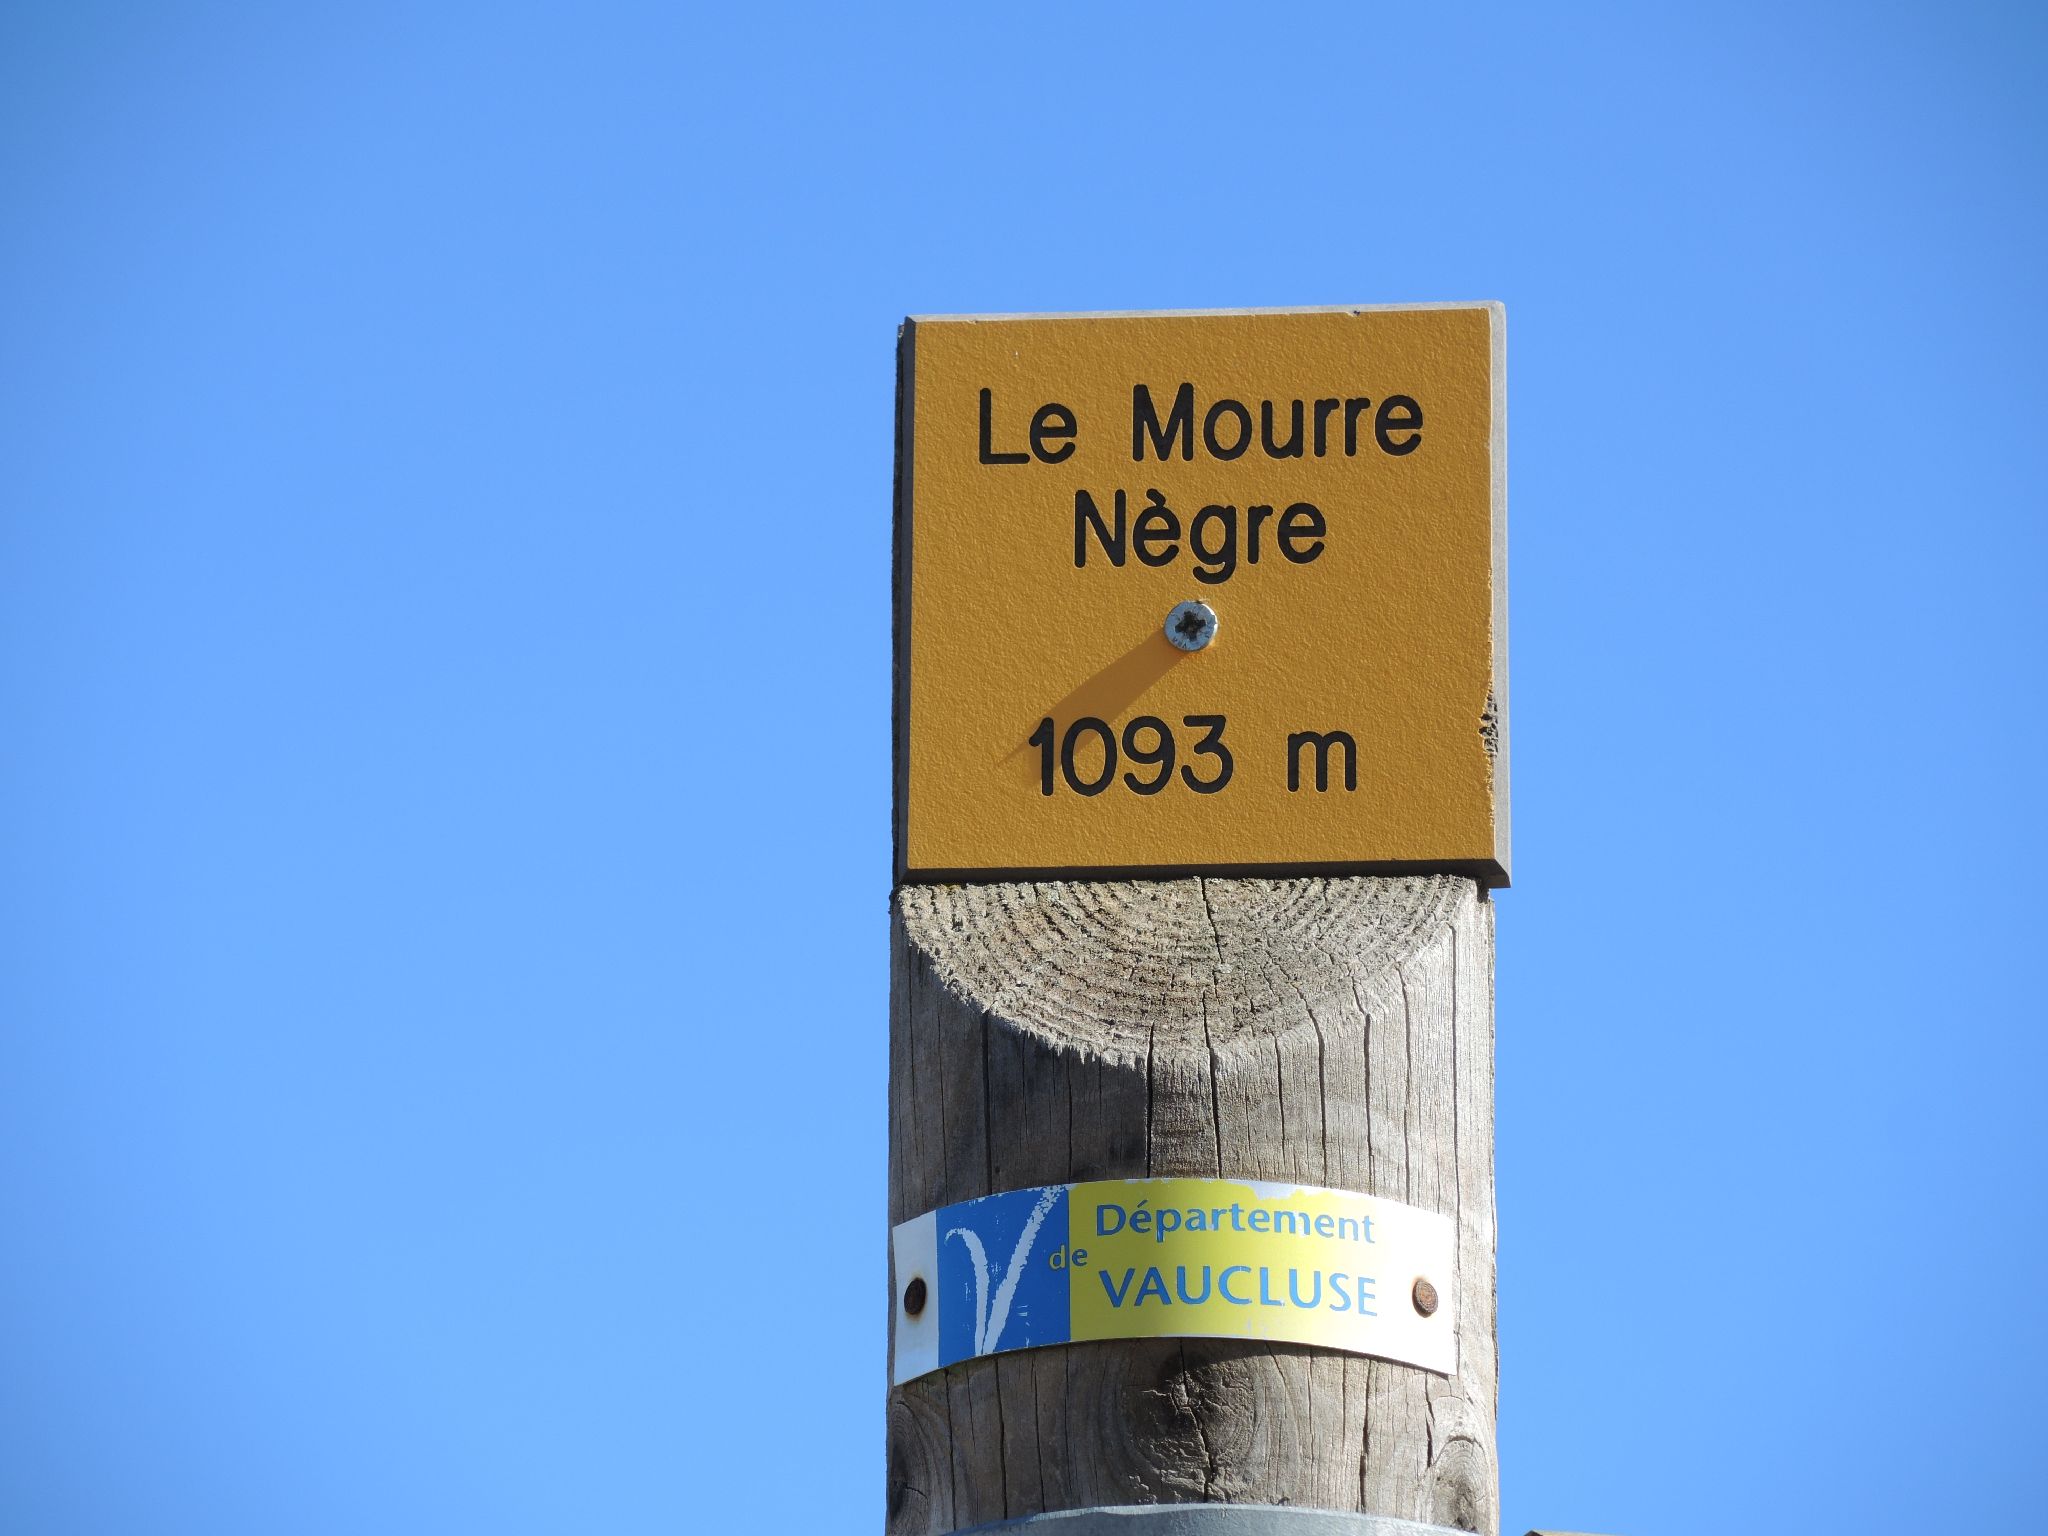 Le Mourre
Nègre
1093 m
Département
de
VAUCLUSE